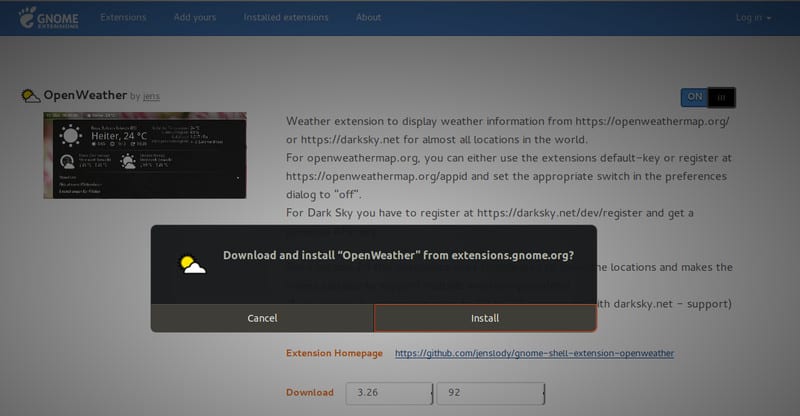 GNOME
EXTENSIONS
Extensions
Add yours
Installed extensions
About
Log in
OpenWeather by jens
ON
Heiter, 24 °C
Weather extension to display weather information from https://openweathermap.org/
or https://darksky.net for almost all locations in the world.
For openweathermap.org, you can either use the extensions default-key or register at
https://openweathermap.org/appid and set the appropriate switch in the preferences
dialog to "off".
For Dark Sky you have to register at https://darksky.net/dev/register and get a
Download and install “OpenWeather” from extensions.gnome.org?
the locations and makes the
with darksky.net - support)
Cancel
Install
Extension Homepage
https://github.com/jenslody/gnome-shell-extension-openweather
Download
3.26
92